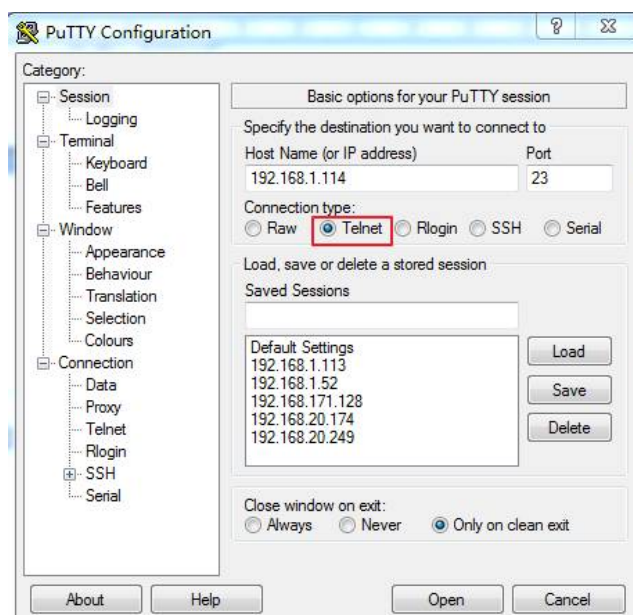 PuTTY Configuration
Category:
Session
Logging
Terminal
Keyboard
Bell
Features
Window
Appearance
Behaviour
Translation
Selection
Colours
Connection
Data
Proxy
Telnet
Rlogin
SSH
Serial
Basic options for your PuTTY session
Specify the destination you want to connect to
Host Name (or IP address) Port
192.168.1.114 23
Connection type:
Raw Telnet Rlogin SSH Serial
Load, save or delete a stored session
Saved Sessions
Default Settings
192.168.1.113
192.168.1.52
192.168.171.128
192.168.20.174
192.168.20.249
Load
Save
Delete
Close window on exit:
Always Never Only on clean exit
About Help Open Cancel